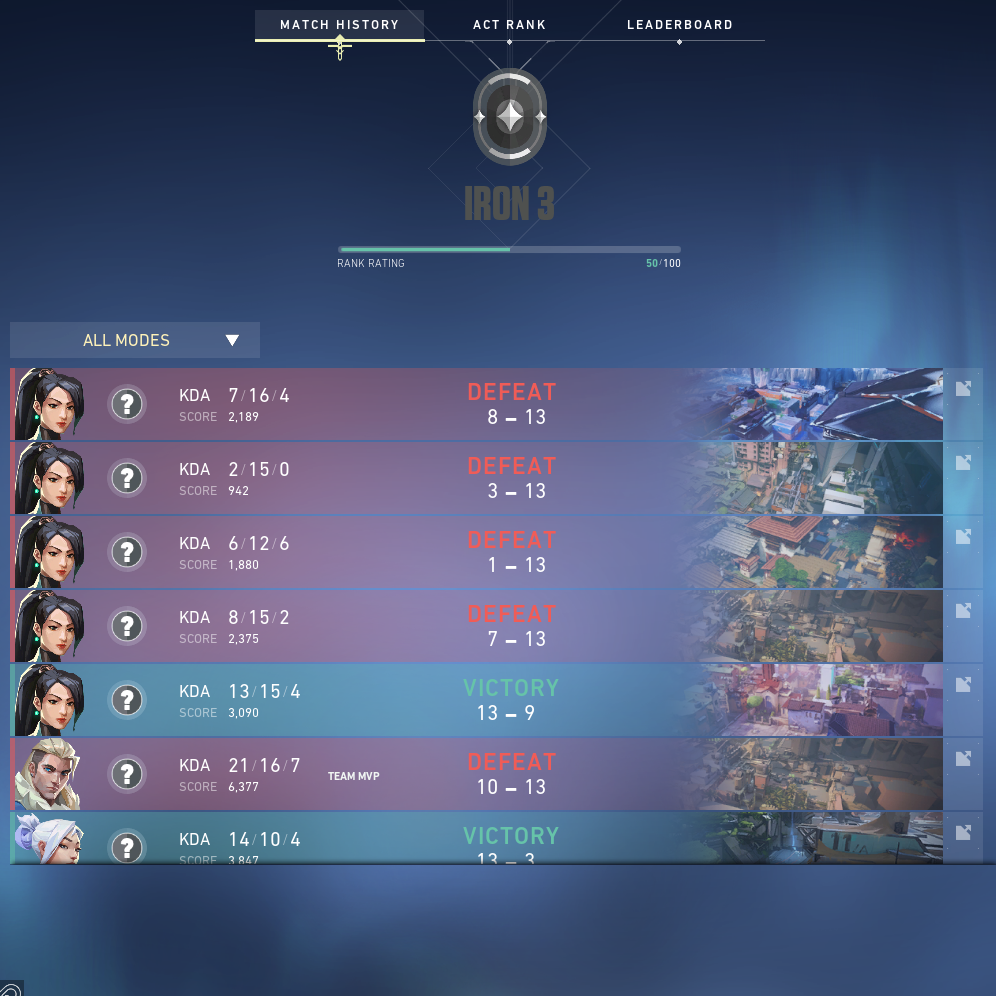 MATCH HISTORY ACT RANK LEADERBOARD
IRON 3
RANK RATING 50/100
ALL MODES
? KDA 7/16/4 DEFEAT
SCORE 2,189 8 – 13
? KDA 2/15/0 DEFEAT
SCORE 942 3 – 13
? KDA 6/12/6 DEFEAT
SCORE 1,880 1 – 13
? KDA 8/15/2 DEFEAT
SCORE 2,375 7 – 13
? KDA 13/15/4 VICTORY
SCORE 3,090 13 – 9
? KDA 21/16/7 TEAM MVP DEFEAT
SCORE 6,377 10 – 13
? KDA 14/10/4 VICTORY
SCORE 3,847 13 – 3